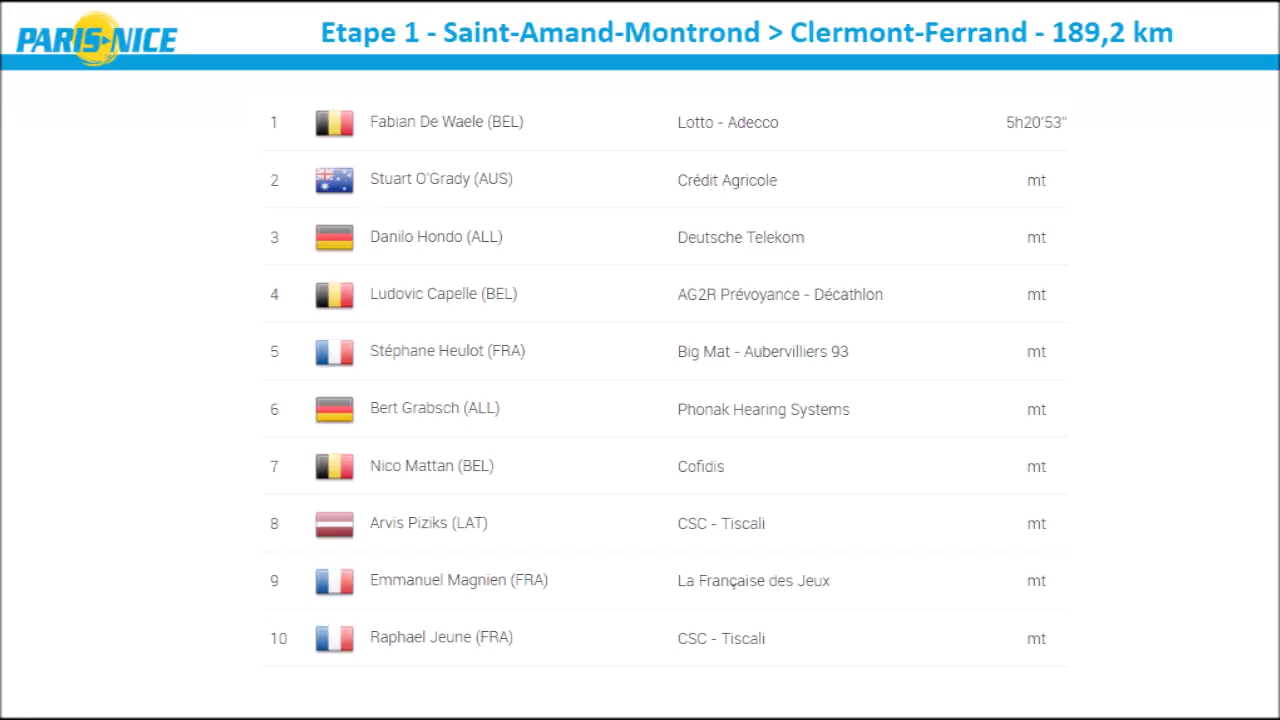 PARIS-NICE
Etape 1 - Saint-Amand-Montrond > Clermont-Ferrand - 189,2 km
1 Fabian De Waele (BEL) Lotto - Adecco 5h20'53"
2 Stuart O'Grady (AUS) Crédit Agricole mt
3 Danilo Hondo (ALL) Deutsche Telekom mt
4 Ludovic Capelle (BEL) AG2R Prévoyance - Décathlon mt
5 Stéphane Heulot (FRA) Big Mat - Aubervilliers 93 mt
6 Bert Grabsch (ALL) Phonak Hearing Systems mt
7 Nico Mattan (BEL) Cofidis mt
8 Arvis Piziks (LAT) CSC - Tiscali mt
9 Emmanuel Magnien (FRA) La Française des Jeux mt
10 Raphael Jeune (FRA) CSC - Tiscali mt